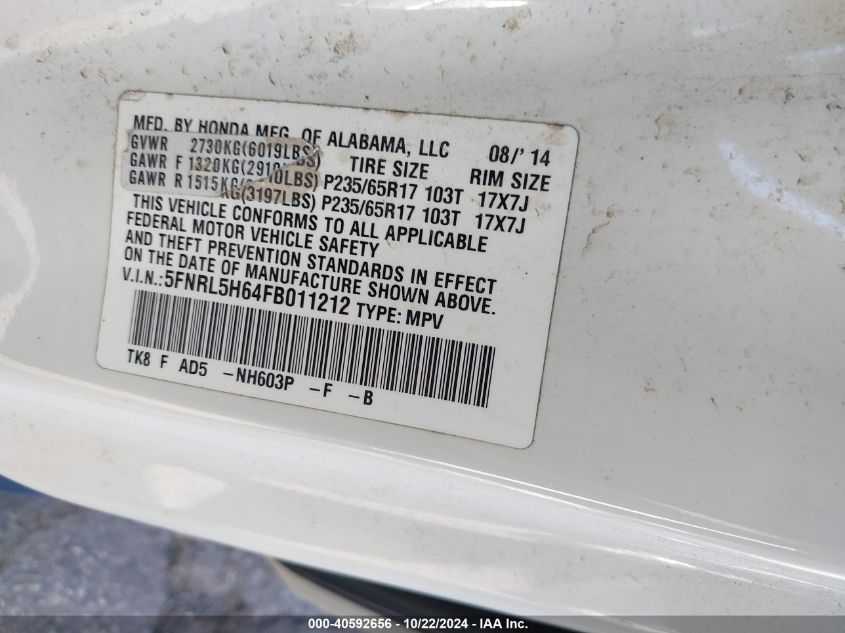 MFD. BY HONDA MFG. OF ALABAMA, LLC 08/'14
GVWR 2730KG(6019LBS) TIRE SIZE RIM SIZE
GAWR F 1320KG(2910LBS) P235/65R17 103T 17X7J
GAWR R 1515KG(3197LBS) P235/65R17 103T 17X7J
THIS VEHICLE CONFORMS TO ALL APPLICABLE
FEDERAL MOTOR VEHICLE SAFETY
AND THEFT PREVENTION STANDARDS IN EFFECT
ON THE DATE OF MANUFACTURE SHOWN ABOVE.
V.I.N.:5FNRL5H64FB011212 TYPE: MPV
TK8 F AD5 -NH603P -F -B
000-40592656 - 10/22/2024 - IAA Inc.